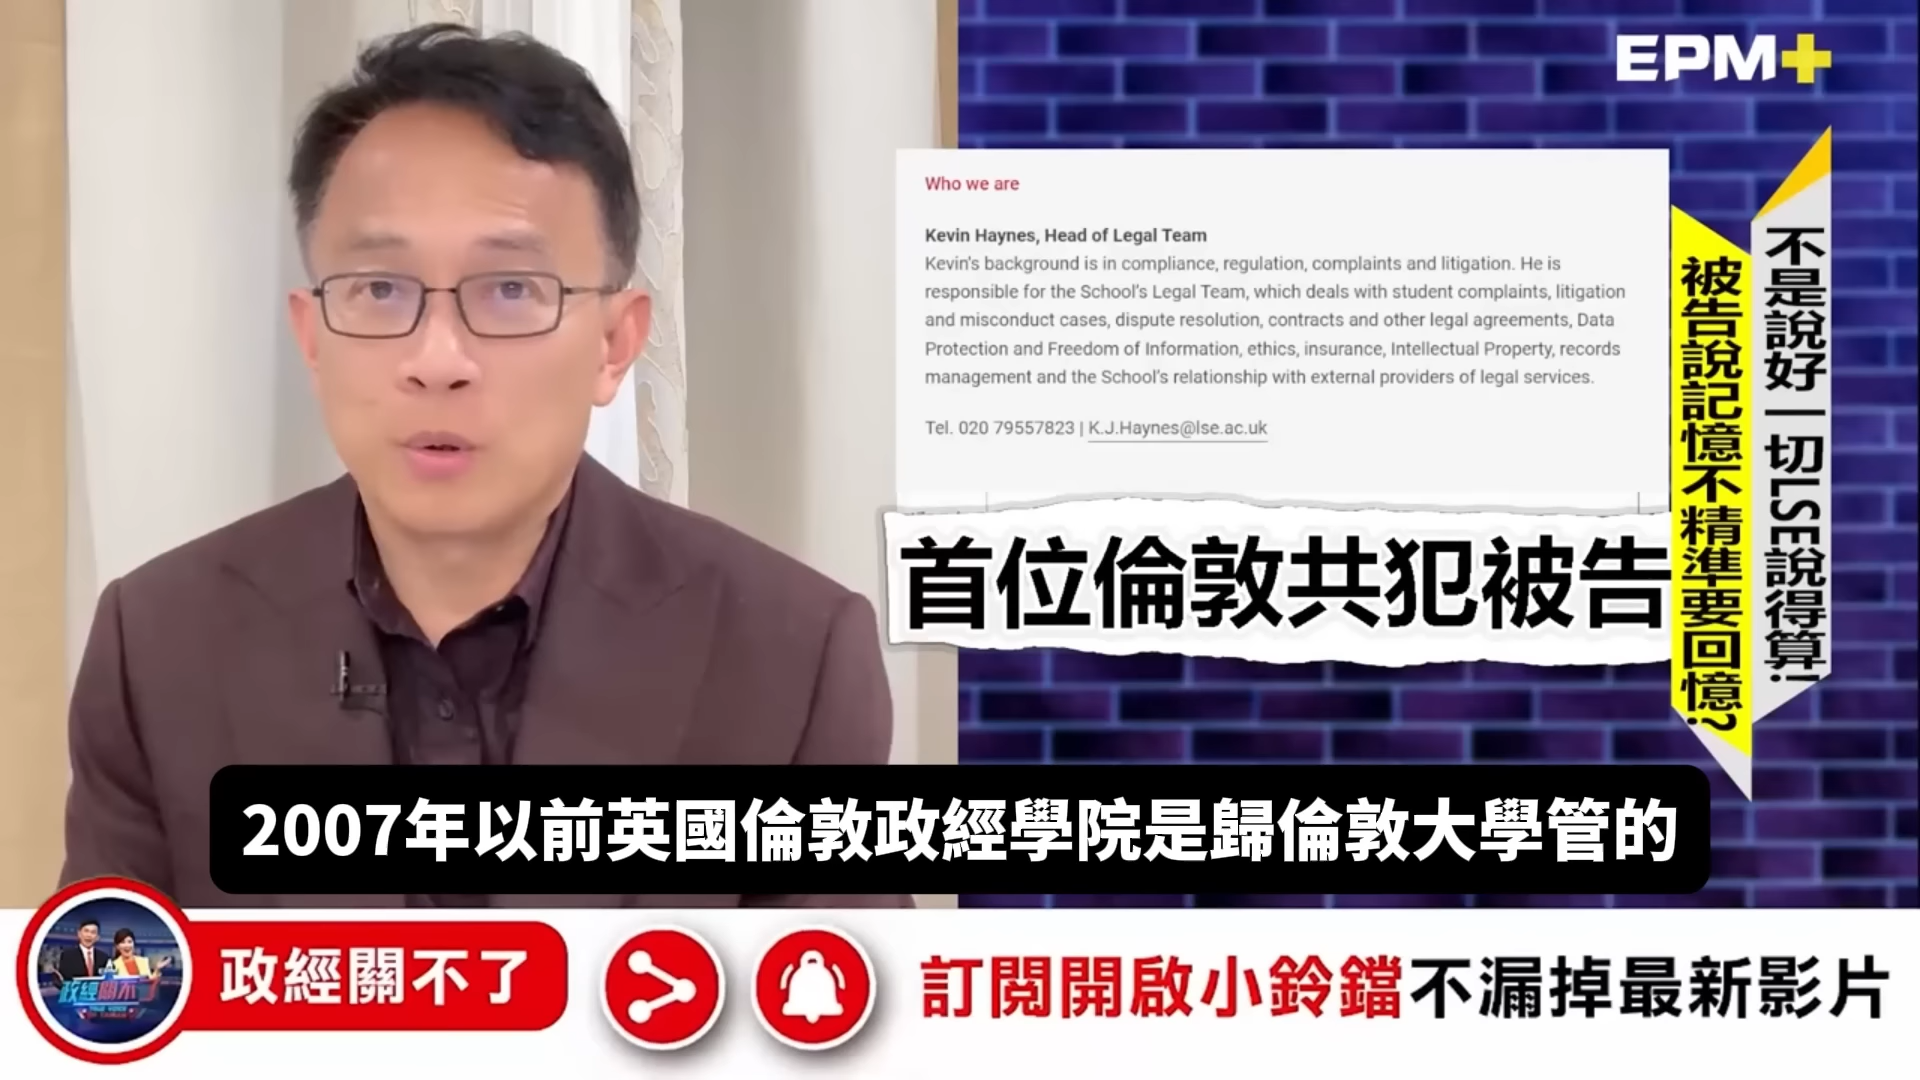 EPM+
Who we are
Kevin Haynes, Head of Legal Team
Kevin's background is in compliance, regulation, complaints and litigation. He is
responsible for the School's Legal Team, which deals with student complaints, litigation
and misconduct cases, dispute resolution, contracts and other legal agreements, Data
Protection and Freedom of Information, ethics, insurance, Intellectual Property, records
management and the School's relationship with external providers of legal services.
Tel. 020 79557823 | K.J.Haynes@lse.ac.uk
首位倫敦共犯被告
不是說好一切LSE說得算!
被告說記憶不精準要回憶?
2007年以前英國倫敦政經學院是歸倫敦大學管的
政經關不了
政經關不了
訂閱開啟小鈴鐺不漏掉最新影片